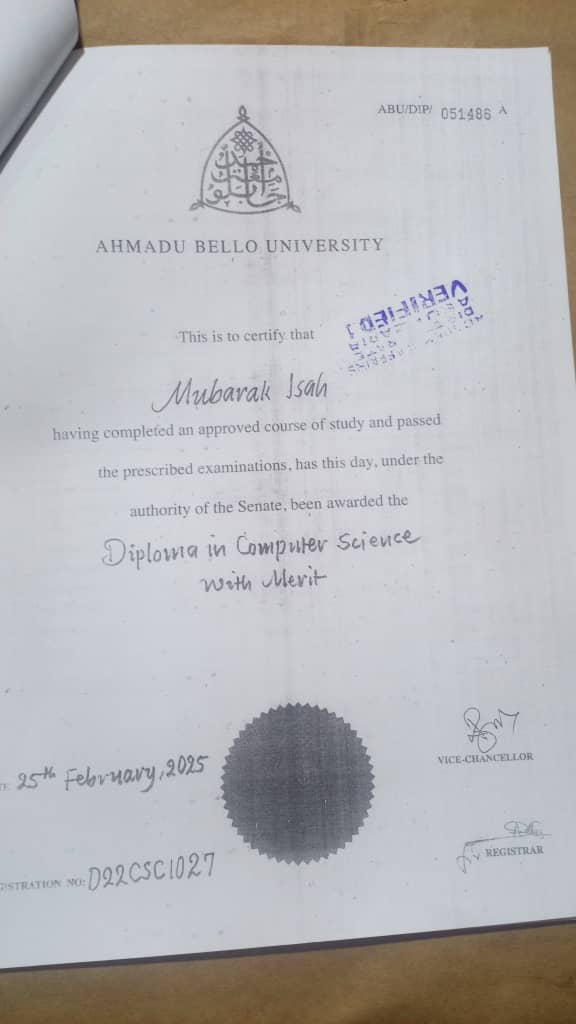 ABU/DIP/ 051486 A
AHMADU BELLO UNIVERSITY
This is to certify that
VERIFIED
Mubarak Isah
having completed an approved course of study and passed
the prescribed examinations, has this day, under the
authority of the Senate, been awarded the
Diploma in Computer Science
With Merit
25th February, 2025
VICE-CHANCELLOR
REGISTRAR
GISTRATION NO: D22CSC1027